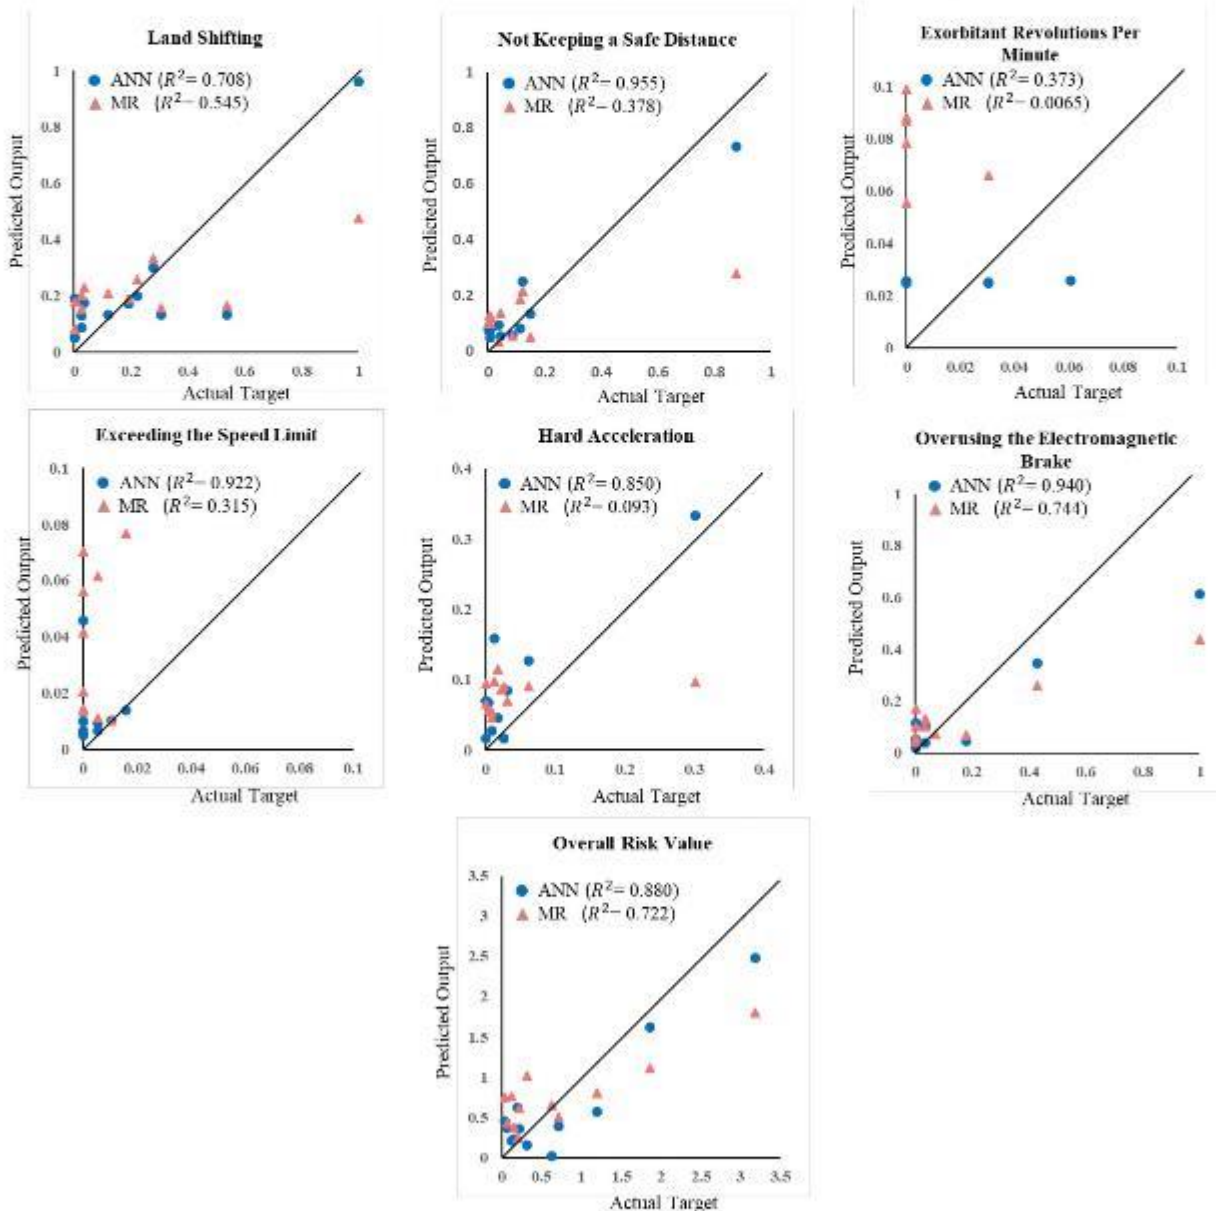 Land Shifting
ANN (R²= 0.708)
MR (R²= 0.545)
1
0.8
0.6
0.4
0.2
0
0
0.2
0.4
0.6
0.8
1
Predicted Output
Actual Target
Not Keeping a Safe Distance
ANN (R²= 0.955)
MR (R²= 0.378)
1
0.8
0.6
0.4
0.2
0
0
0.2
0.4
0.6
0.8
1
Predicted Output
Actual Target
Exorbitant Revolutions Per
Minute
ANN (R²= 0.373)
MR (R²= 0.0065)
0.1
0.08
0.06
0.04
0.02
0
0
0.02
0.04
0.06
0.08
0.1
Predicted Output
Actual Target
Exceeding the Speed Limit
ANN (R²= 0.922)
MR (R²= 0.315)
0.1
0.08
0.06
0.04
0.02
0
0
0.02
0.04
0.06
0.08
0.1
Predicted Output
Actual Target
Hard Acceleration
ANN (R²= 0.850)
MR (R²= 0.093)
0.4
0.3
0.2
0.1
0
0
0.1
0.2
0.3
0.4
Predicted Output
Actual Target
Overusing the Electromagnetic
Brake
ANN (R²= 0.940)
MR (R²= 0.744)
1
0.8
0.6
0.4
0.2
0
0
0.2
0.4
0.6
0.8
1
Predicted Output
Actual Target
Overall Risk Value
ANN (R²= 0.880)
MR (R²= 0.722)
3.5
3
2.5
2
1.5
1
0.5
0
0
0.5
1
1.5
2
2.5
3
3.5
Predicted Output
Actual Target